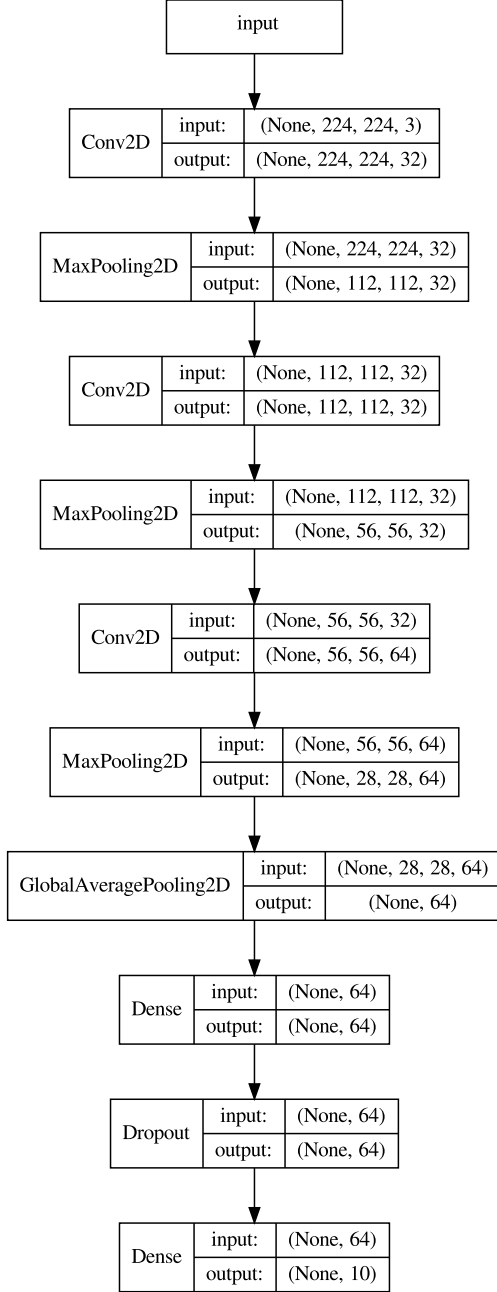 input
Conv2D
input: (None, 224, 224, 3)
output: (None, 224, 224, 32)
MaxPooling2D
input: (None, 224, 224, 32)
output: (None, 112, 112, 32)
Conv2D
input: (None, 112, 112, 32)
output: (None, 112, 112, 32)
MaxPooling2D
input: (None, 112, 112, 32)
output: (None, 56, 56, 32)
Conv2D
input: (None, 56, 56, 32)
output: (None, 56, 56, 64)
MaxPooling2D
input: (None, 56, 56, 64)
output: (None, 28, 28, 64)
GlobalAveragePooling2D
input: (None, 28, 28, 64)
output: (None, 64)
Dense
input: (None, 64)
output: (None, 64)
Dropout
input: (None, 64)
output: (None, 64)
Dense
input: (None, 64)
output: (None, 10)